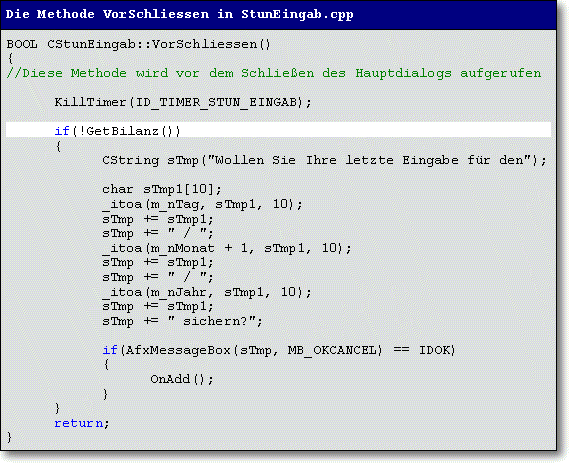 Die Methode VorSchliessen in StunEingab.cpp
BOOL CStunEingab::VorSchliessen()
{
//Diese Methode wird vor dem Schließen des Hauptdialogs aufgerufen
KillTimer(ID_TIMER_STUN_EINGAB);
if(!GetBilanz())
{
CString sTmp("Wollen Sie Ihre letzte Eingabe für den");
char sTmp1[10];
_itoa(m_nTag, sTmp1, 10);
sTmp += sTmp1;
sTmp += " / ";
_itoa(m_nMonat + 1, sTmp1, 10);
sTmp += sTmp1;
sTmp += " / ";
_itoa(m_nJahr, sTmp1, 10);
sTmp += sTmp1;
sTmp += " sichern?";
if(AfxMessageBox(sTmp, MB_OKCANCEL) == IDOK)
{
OnAdd();
}
}
return;
}